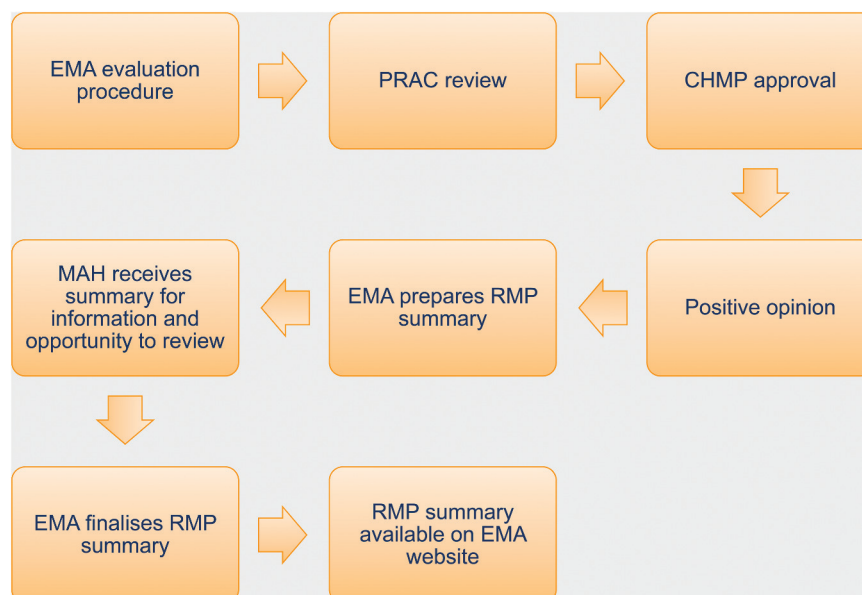 EMA evaluation
procedure
PRAC review
CHMP approval
Positive opinion
EMA prepares RMP
summary
MAH receives
summary for
information and
opportunity to review
EMA finalises RMP
summary
RMP summary
available on EMA
website